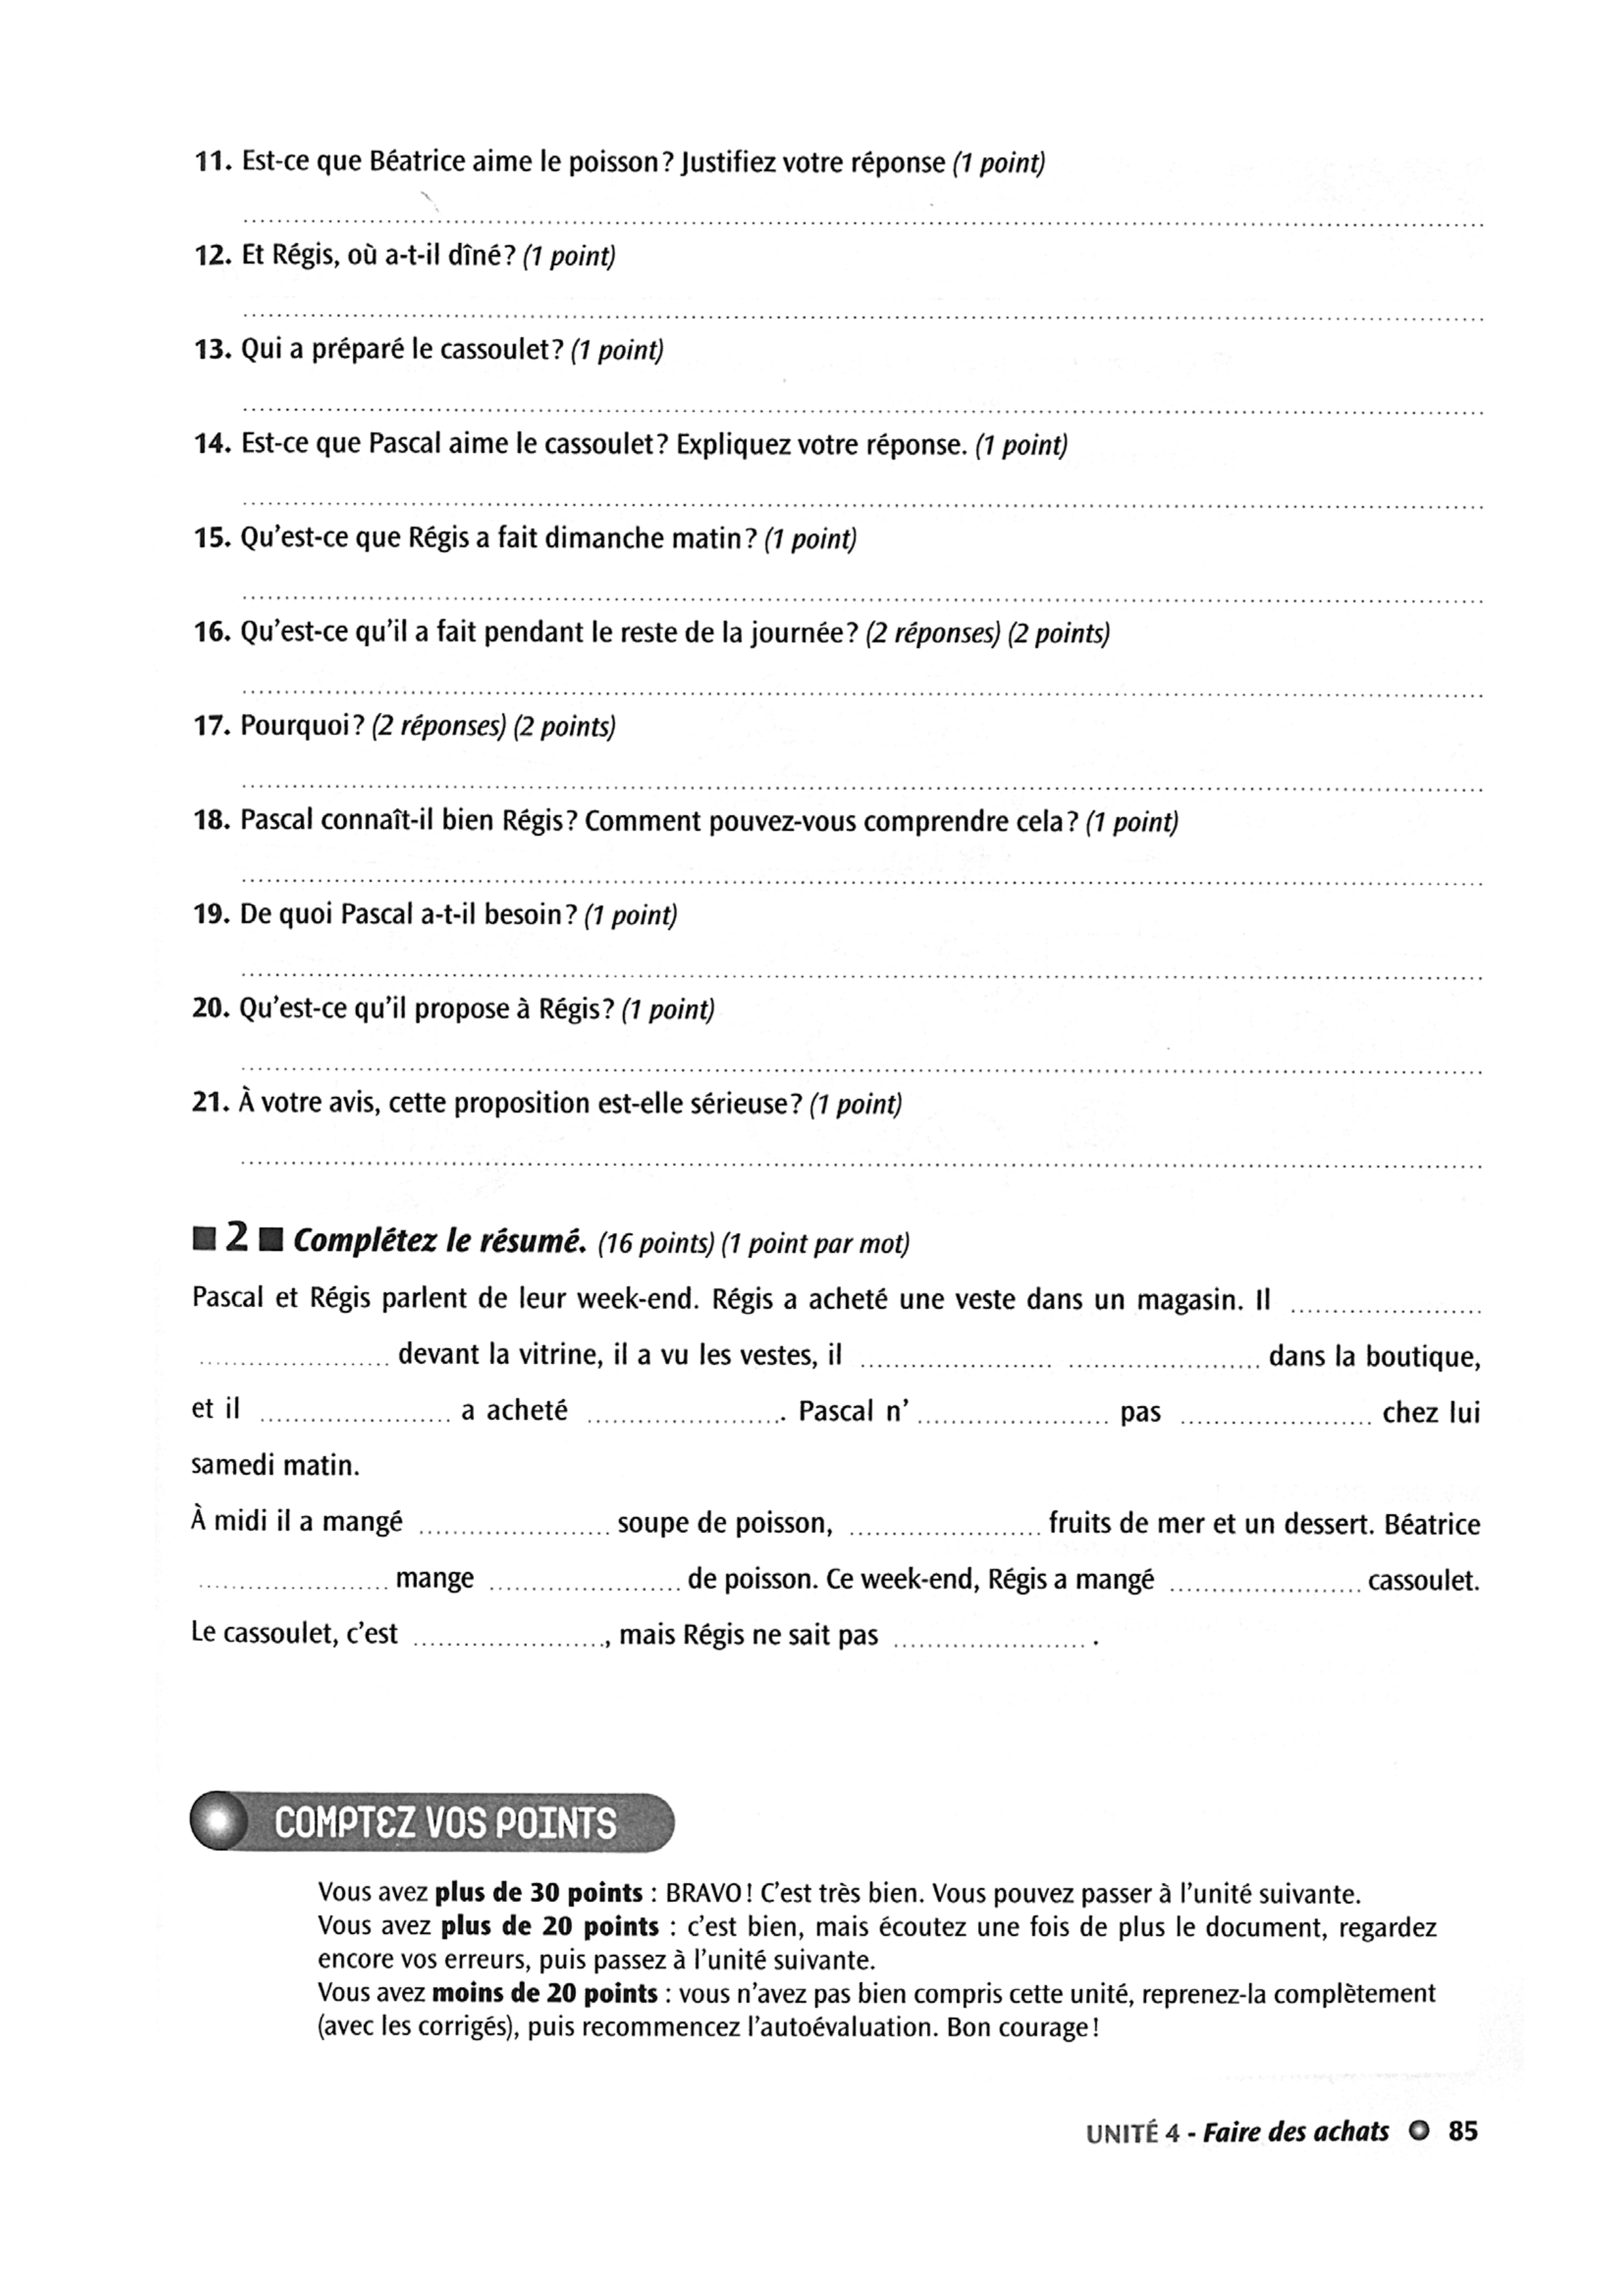 11. Est-ce que Béatrice aime le poisson? Justifiez votre réponse (1 point)
12. Et Régis, où a-t-il dîné? (1 point)
13. Qui a préparé le cassoulet? (1 point)
14. Est-ce que Pascal aime le cassoulet? Expliquez votre réponse. (1 point)
15. Qu'est-ce que Régis a fait dimanche matin? (1 point)
16. Qu'est-ce qu'il a fait pendant le reste de la journée? (2 réponses) (2 points)
17. Pourquoi? (2 réponses) (2 points)
18. Pascal connaît-il bien Régis? Comment pouvez-vous comprendre cela? (1 point)
19. De quoi Pascal a-t-il besoin? (1 point)
20. Qu'est-ce qu'il propose à Régis? (1 point)
21. À votre avis, cette proposition est-elle sérieuse? (1 point)
■ 2 ■ Complétez le résumé. (16 points) (1 point par mot)
Pascal et Régis parlent de leur week-end. Régis a acheté une veste dans un magasin. Il ......................
...................... devant la vitrine, il a vu les vestes, il ...................... ...................... dans la boutique,
et il ...................... a acheté ....................... Pascal n' ...................... pas ...................... chez lui
samedi matin.
À midi il a mangé ...................... soupe de poisson, ...................... fruits de mer et un dessert. Béatrice
...................... mange ...................... de poisson. Ce week-end, Régis a mangé ...................... cassoulet.
Le cassoulet, c'est ......................, mais Régis ne sait pas ...................... .
COMPTEZ VOS POINTS
Vous avez plus de 30 points : BRAVO! C'est très bien. Vous pouvez passer à l'unité suivante.
Vous avez plus de 20 points : c'est bien, mais écoutez une fois de plus le document, regardez
encore vos erreurs, puis passez à l'unité suivante.
Vous avez moins de 20 points : vous n'avez pas bien compris cette unité, reprenez-la complètement
(avec les corrigés), puis recommencez l'autoévaluation. Bon courage!
UNITÉ 4 - Faire des achats 85